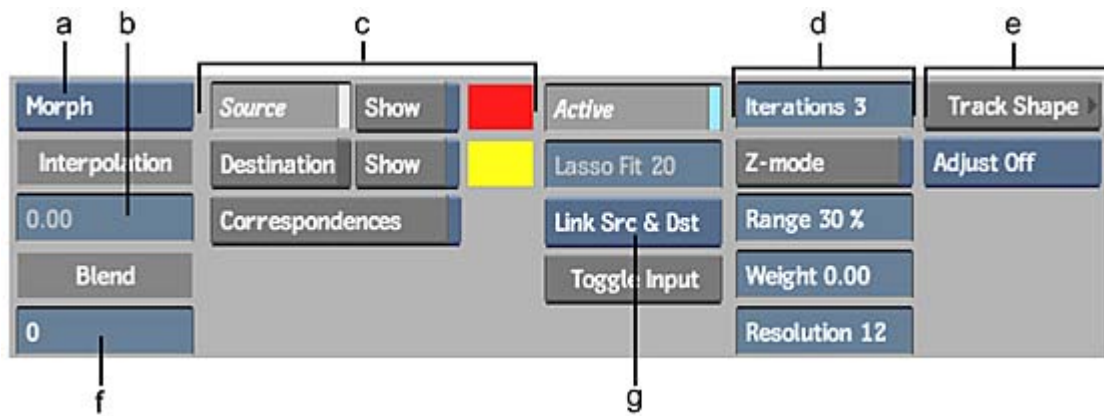 a b c d e
Morph Source Show Active Iterations 3 Track Shape
Interpolation Destination Show Lasso Fit 20 Z-mode Adjust Off
0.00 Correspondences Link Src & Dst Range 30 %
Blend Toggle Input Weight 0.00
0 Resolution 12
f g